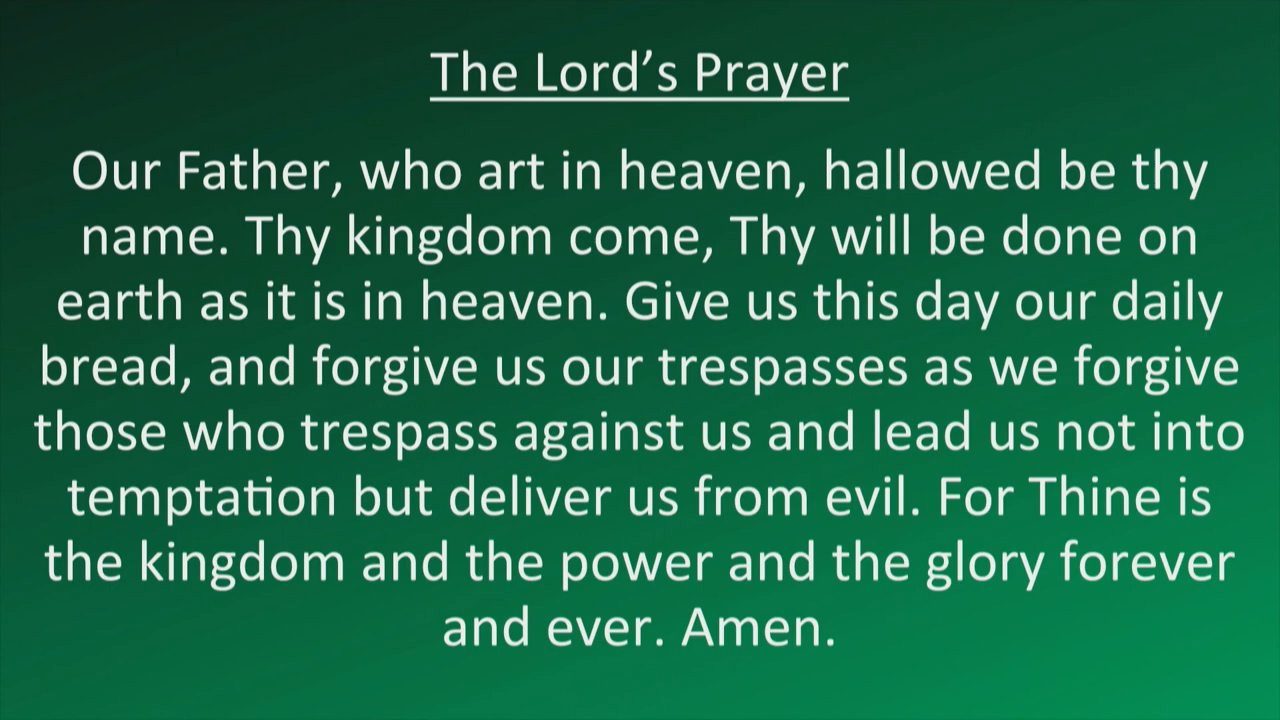 The Lord’s Prayer
Our Father, who art in heaven, hallowed be thy
name. Thy kingdom come, Thy will be done on
earth as it is in heaven. Give us this day our daily
bread, and forgive us our trespasses as we forgive
those who trespass against us and lead us not into
temptation but deliver us from evil. For Thine is
the kingdom and the power and the glory forever
and ever. Amen.